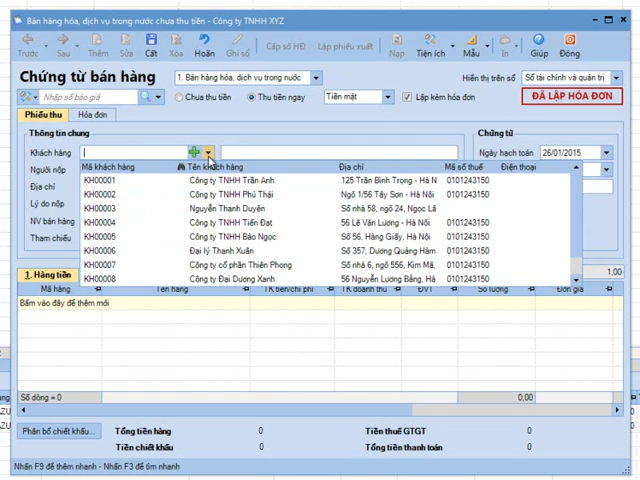 Bán hàng hóa, dịch vụ trong nước chưa thu tiền - Công ty TNHH XYZ
Trước Sau Thêm Sửa Cất Xóa Hoãn Ghi sổ Cấp số HĐ Lập phiếu xuất Nạp Tiện ích Mẫu In Giúp Đóng
Chứng từ bán hàng 1. Bán hàng hóa, dịch vụ trong nước Hiển thị trên sổ Sổ tài chính và quản trị
Nhập số báo giá Chưa thu tiền Thu tiền ngay Tiền mặt Lập kèm hóa đơn ĐÃ LẬP HÓA ĐƠN
Phiếu thu Hóa đơn
Thông tin chung Chứng từ
Khách hàng Ngày hạch toán 26/01/2015
Người nộp Mã khách hàng Tên khách hàng Địa chỉ Mã số thuế Điện thoại
KH00001 Công ty TNHH Trần Anh 125 Trần Bình Trọng - Hà N 0101243150
Địa chỉ KH00002 Công ty TNHH Phú Thái Ngõ 1/56 Tây Sơn - Hà Nội 0101243150
Lý do nộp KH00003 Nguyễn Thanh Duyên Số nhà 58, ngõ 24, Ngọc Lã
NV bán hàng KH00004 Công ty TNHH Tiến Đạt 56 Lê Văn Lương - Hà Nội 0101243150
Tham chiếu KH00005 Công ty TNHH Bảo Ngọc Số 56, Hàng Giấy, Hà Nội 0101243150
KH00006 Đại lý Thanh Xuân Số 357, Dương Quảng Hàm
KH00007 Công ty cổ phần Thiên Phong Số nhà 6, ngõ 556, Kim Mã, 0101243150
1. Hàng tiền KH00008 Công ty Đại Dương Xanh 56 Nguyễn Lương Bằng, Hà 0101243150 1,00
Mã hàng Tên hàng TK tiền/chi phí TK doanh thu ĐVT Số lượng Đơn giá
Bấm vào đây để thêm mới
Số dòng = 0 0,00
Phân bổ chiết khấu... Tổng tiền hàng 0 Tiền thuế GTGT 0
Tiền chiết khấu 0 Tổng tiền thanh toán 0
Nhấn F9 để thêm nhanh - Nhấn F3 để tìm nhanh